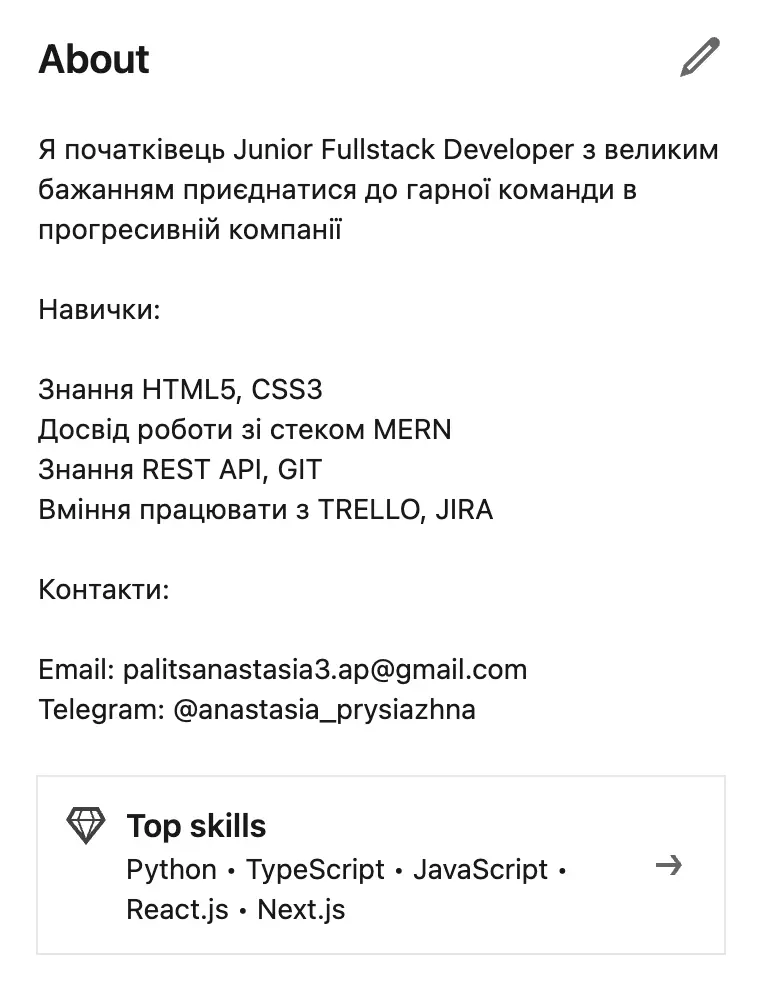 About
Я початківець Junior Fullstack Developer з великим
бажанням приєднатися до гарної команди в
прогресивній компанії
Навички:
Знання HTML5, CSS3
Досвід роботи зі стеком MERN
Знання REST API, GIT
Вміння працювати з TRELLO, JIRA
Контакти:
Email: palitsanastasia3.ap@gmail.com
Telegram: @anastasia_prysiazhna
Top skills
Python • TypeScript • JavaScript •
React.js • Next.js